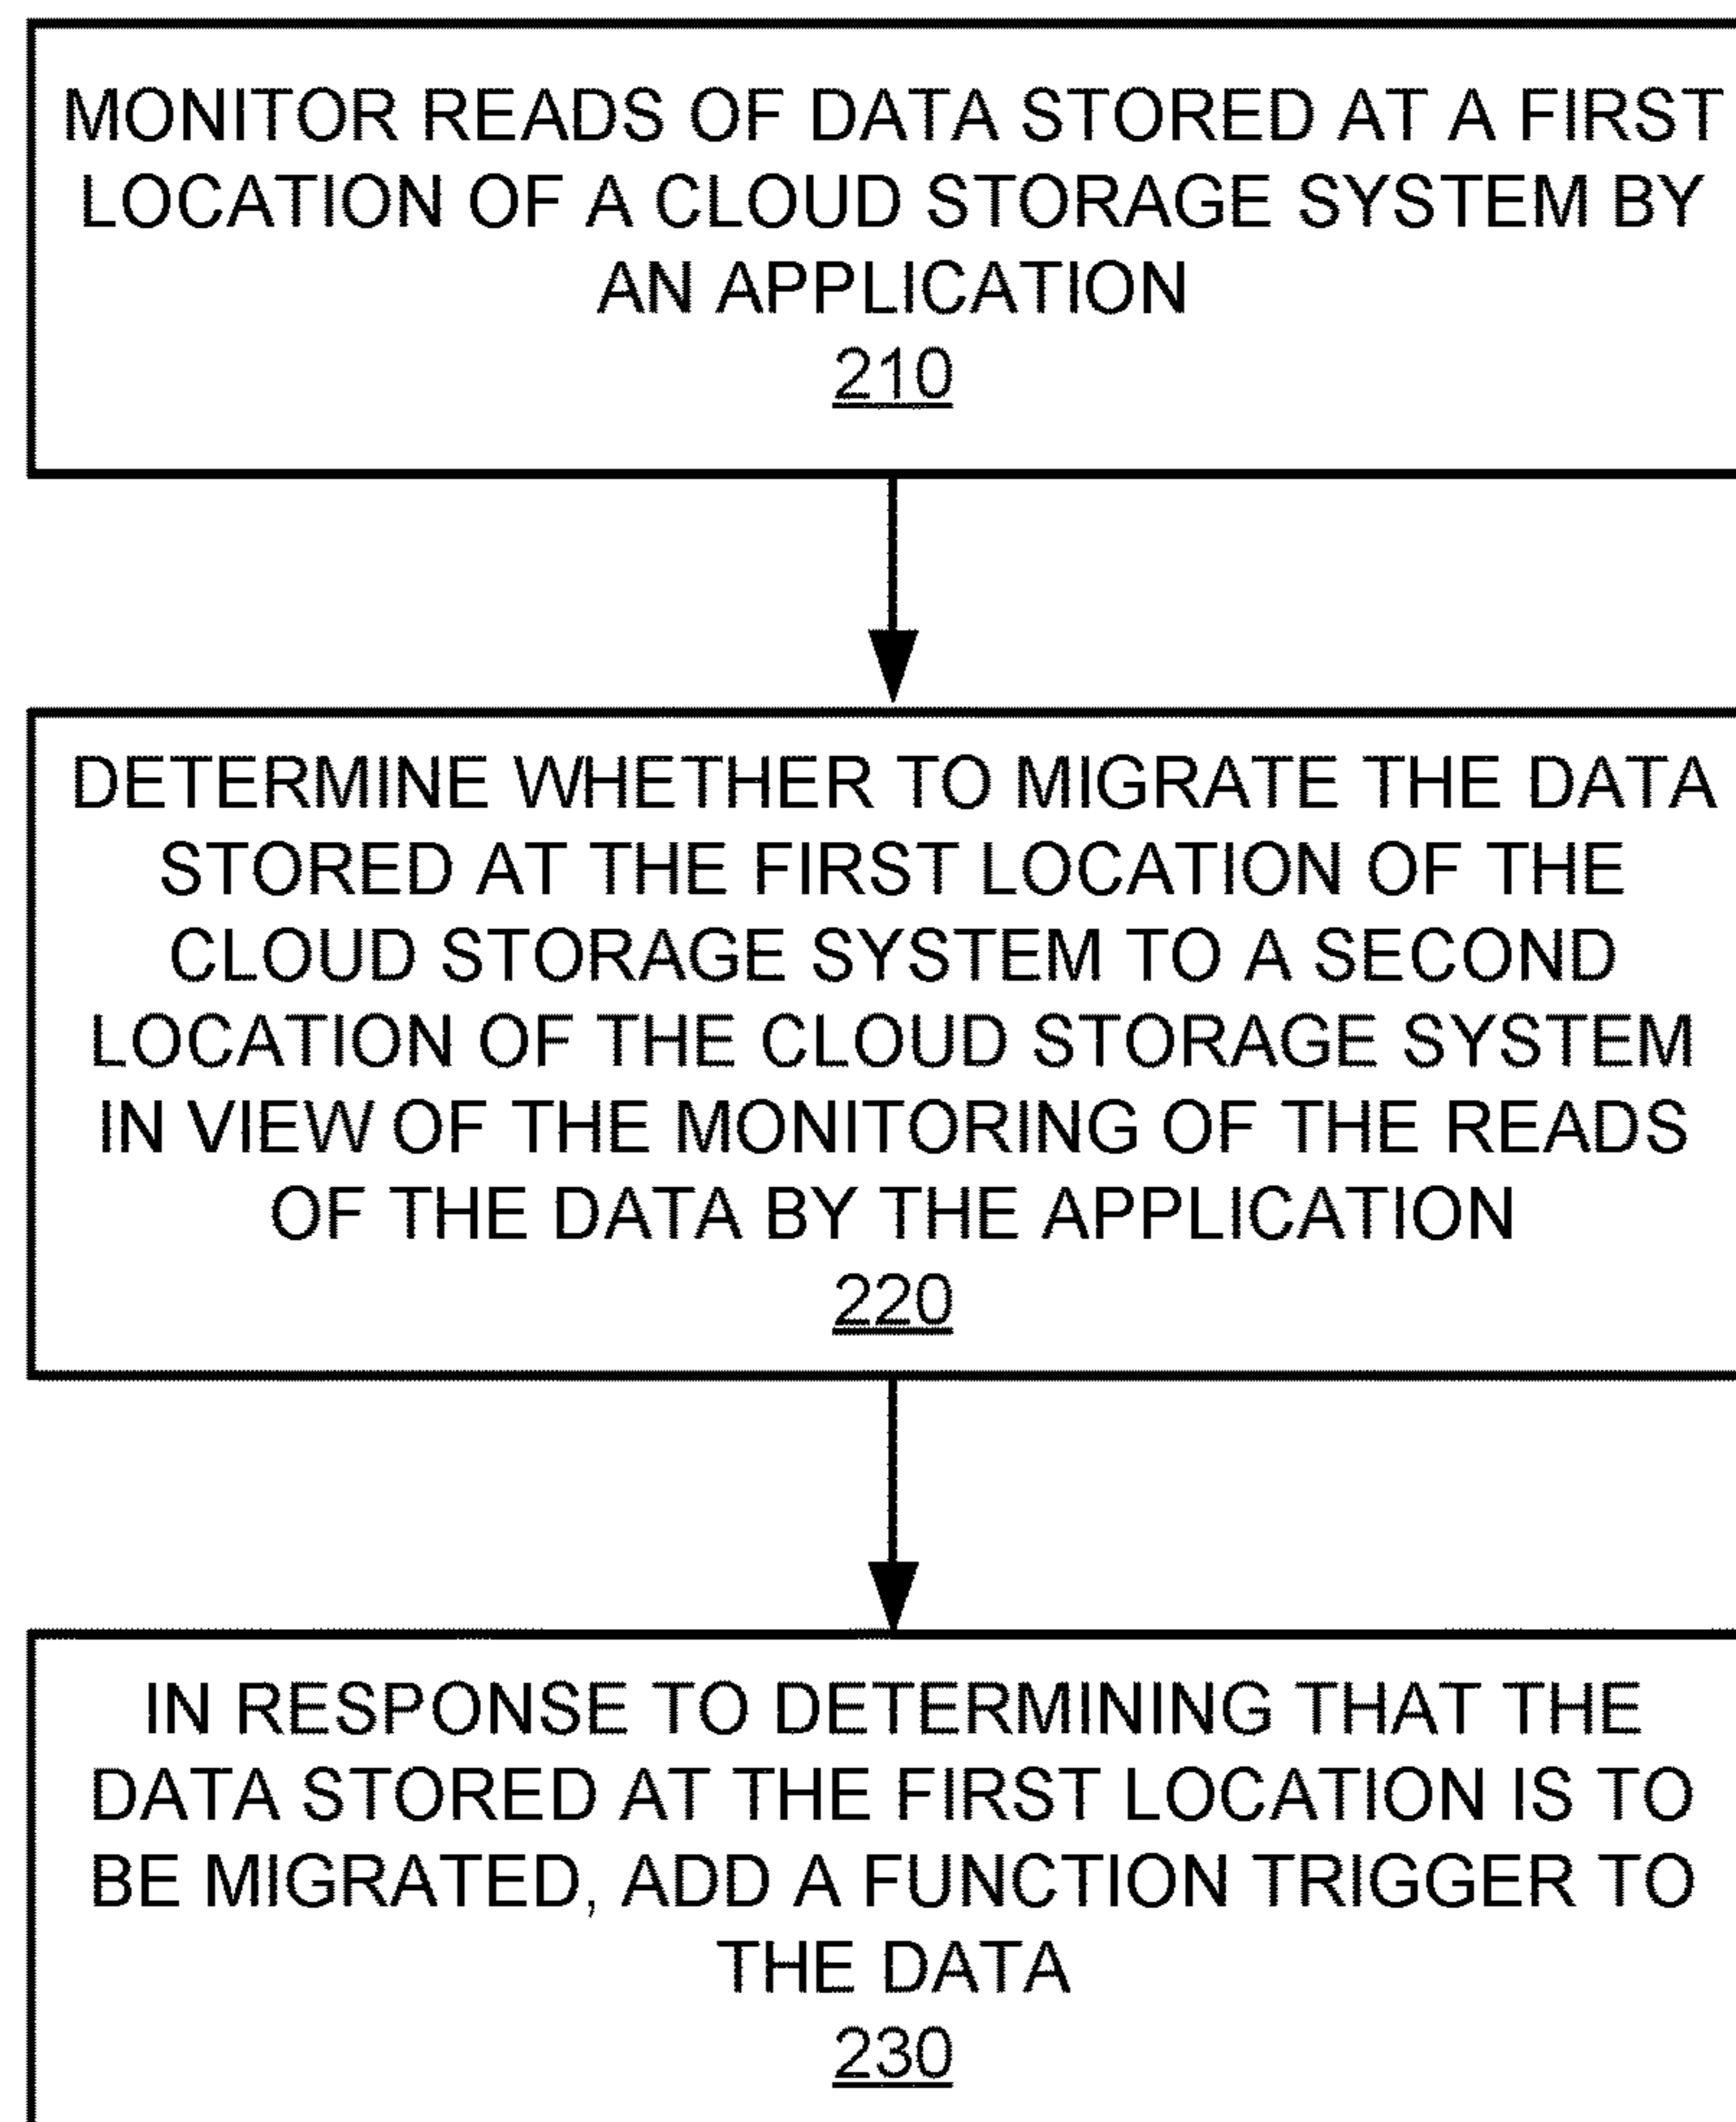 MONITOR READS OF DATA STORED AT A FIRST
LOCATION OF A CLOUD STORAGE SYSTEM BY
AN APPLICATION
210
DETERMINE WHETHER TO MIGRATE THE DATA
STORED AT THE FIRST LOCATION OF THE
CLOUD STORAGE SYSTEM TO A SECOND
LOCATION OF THE CLOUD STORAGE SYSTEM
IN VIEW OF THE MONITORING OF THE READS
OF THE DATA BY THE APPLICATION
220
IN RESPONSE TO DETERMINING THAT THE
DATA STORED AT THE FIRST LOCATION IS TO
BE MIGRATED, ADD A FUNCTION TRIGGER TO
THE DATA
230